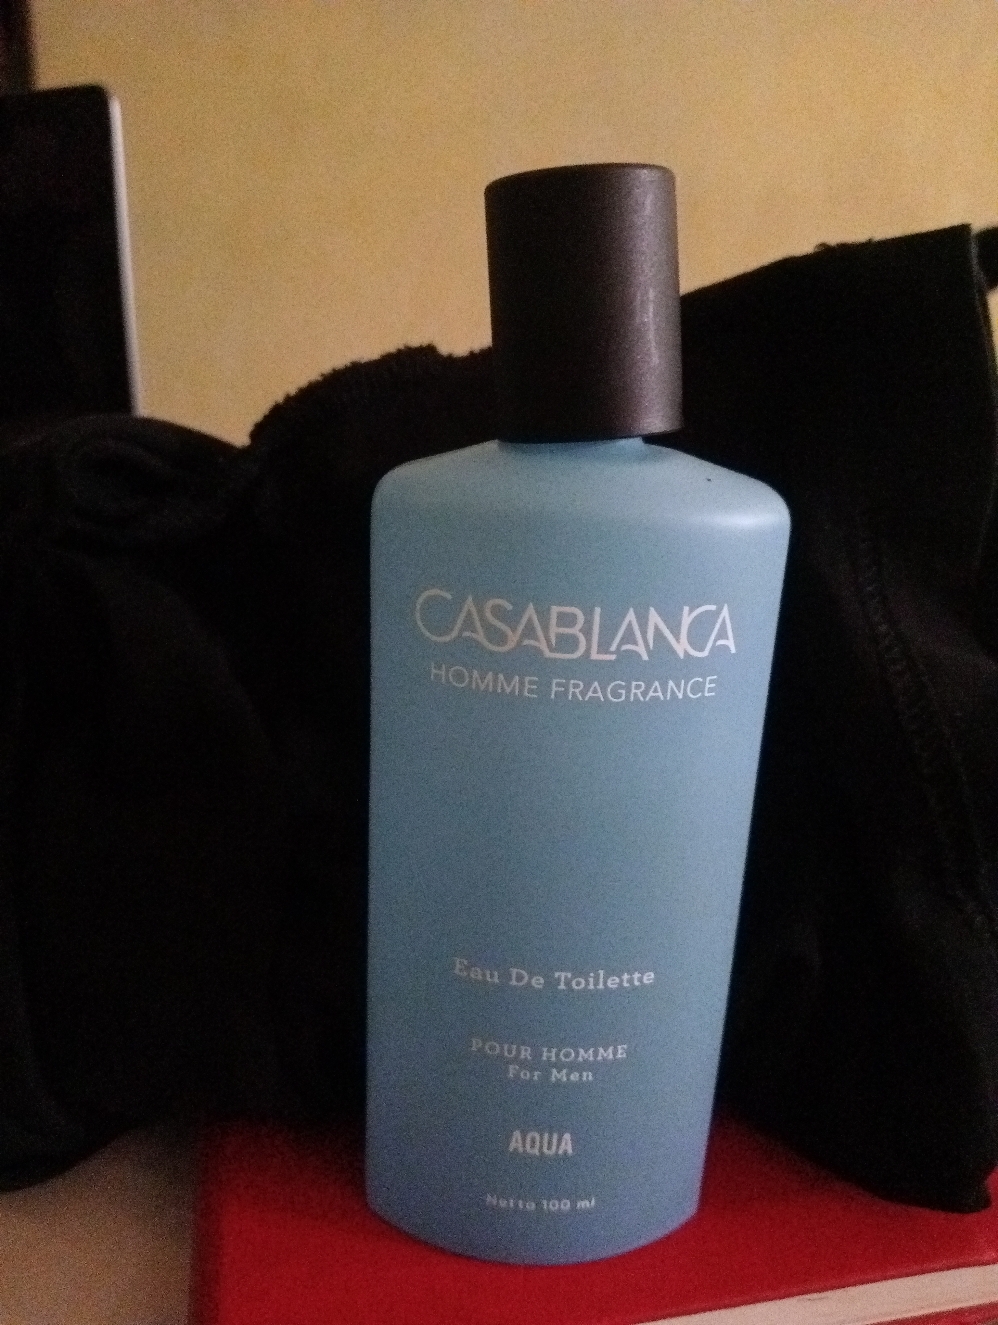 CASABLANCA
HOMME FRAGRANCE
Eau De Toilette
POUR HOMME
For Men
AQUA
Netto 100 ml